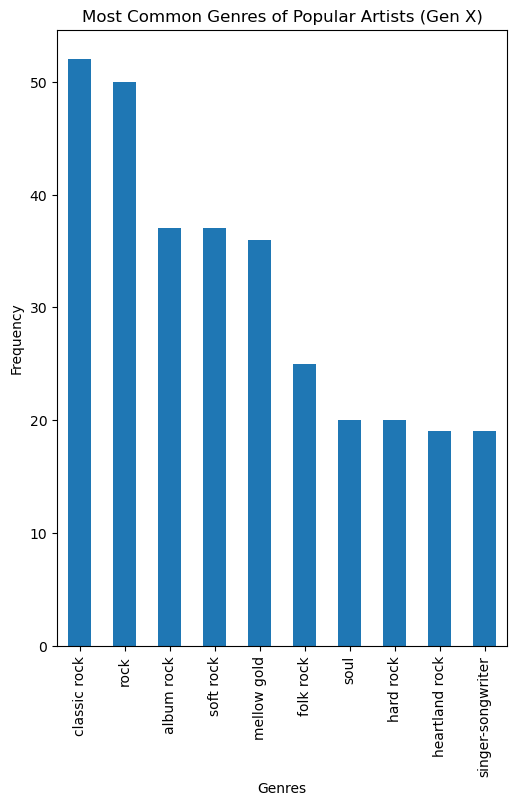 Most Common Genres of Popular Artists (Gen X)
Frequency
50
40
30
20
10
0
classic rock
rock
album rock
soft rock
mellow gold
folk rock
soul
hard rock
heartland rock
singer-songwriter
Genres